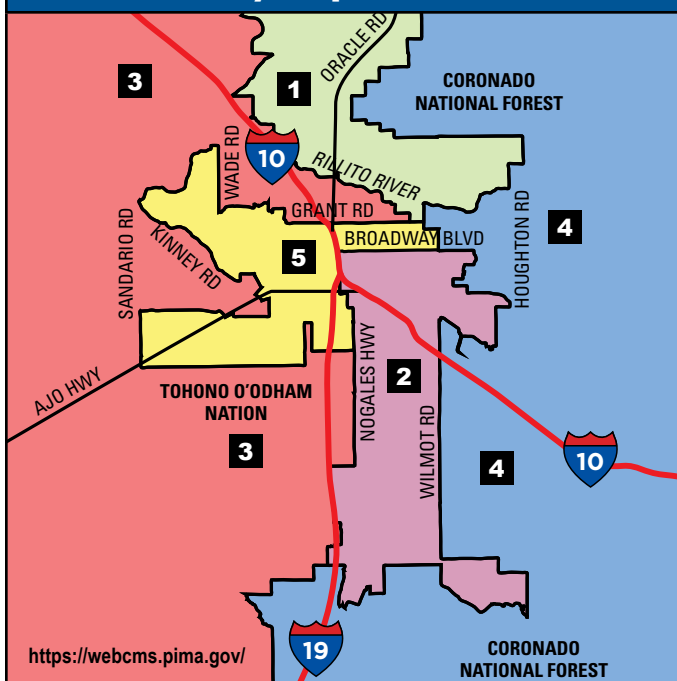 3
1
ORACLE RD
CORONADO
NATIONAL FOREST
WADE RD
10
RILLITO RIVER
GRANT RD
SANDARIO RD
KINNEY RD
5
BROADWAY BLVD
HOUGHTON RD
4
AJO HWY
TOHONO O'ODHAM
NATION
NOGALES HWY
2
WILMOT RD
3
4
10
https://webcms.pima.gov/
19
CORONADO
NATIONAL FOREST